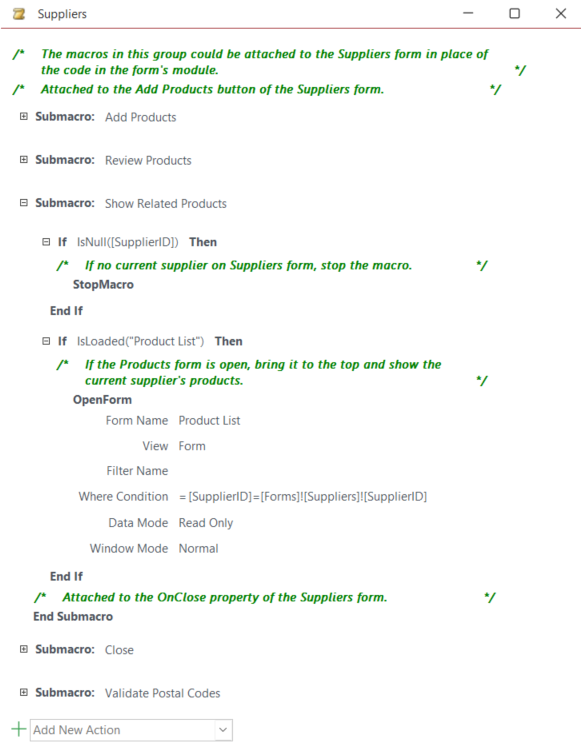 Suppliers
/* The macros in this group could be attached to the Suppliers form in place of
the code in the form's module. */
/* Attached to the Add Products button of the Suppliers form. */
Submacro: Add Products
Submacro: Review Products
Submacro: Show Related Products
If IsNull([SupplierID]) Then
/* If no current supplier on Suppliers form, stop the macro. */
StopMacro
End If
If IsLoaded("Product List") Then
/* If the Products form is open, bring it to the top and show the
current supplier's products. */
OpenForm
Form Name Product List
View Form
Filter Name
Where Condition =[SupplierID]=[Forms]![Suppliers]![SupplierID]
Data Mode Read Only
Window Mode Normal
End If
/* Attached to the OnClose property of the Suppliers form. */
End Submacro
Submacro: Close
Submacro: Validate Postal Codes
Add New Action